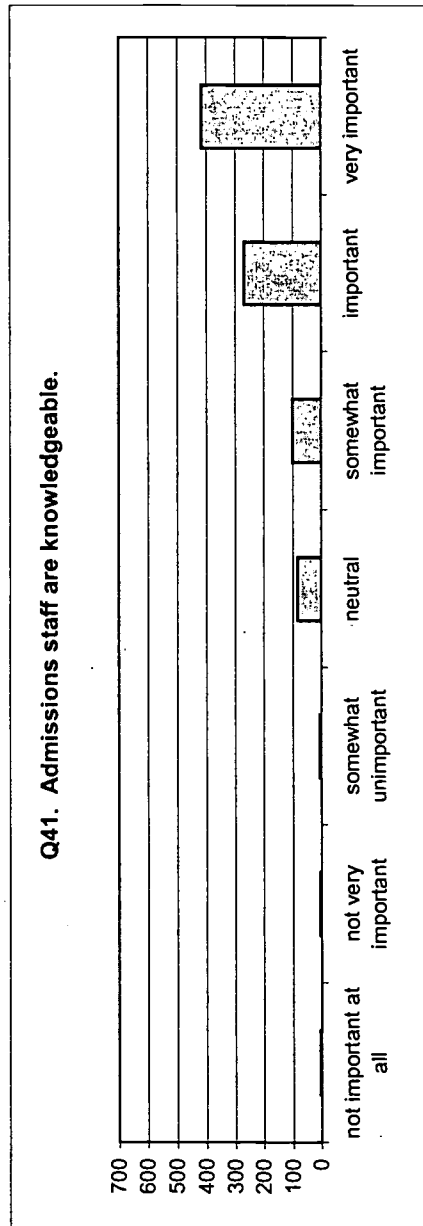 Q41. Admissions staff are knowledgeable.
700
600
500
400
300
200
100
0
not important at
all
not very
important
somewhat
unimportant
neutral
somewhat
important
important
very important